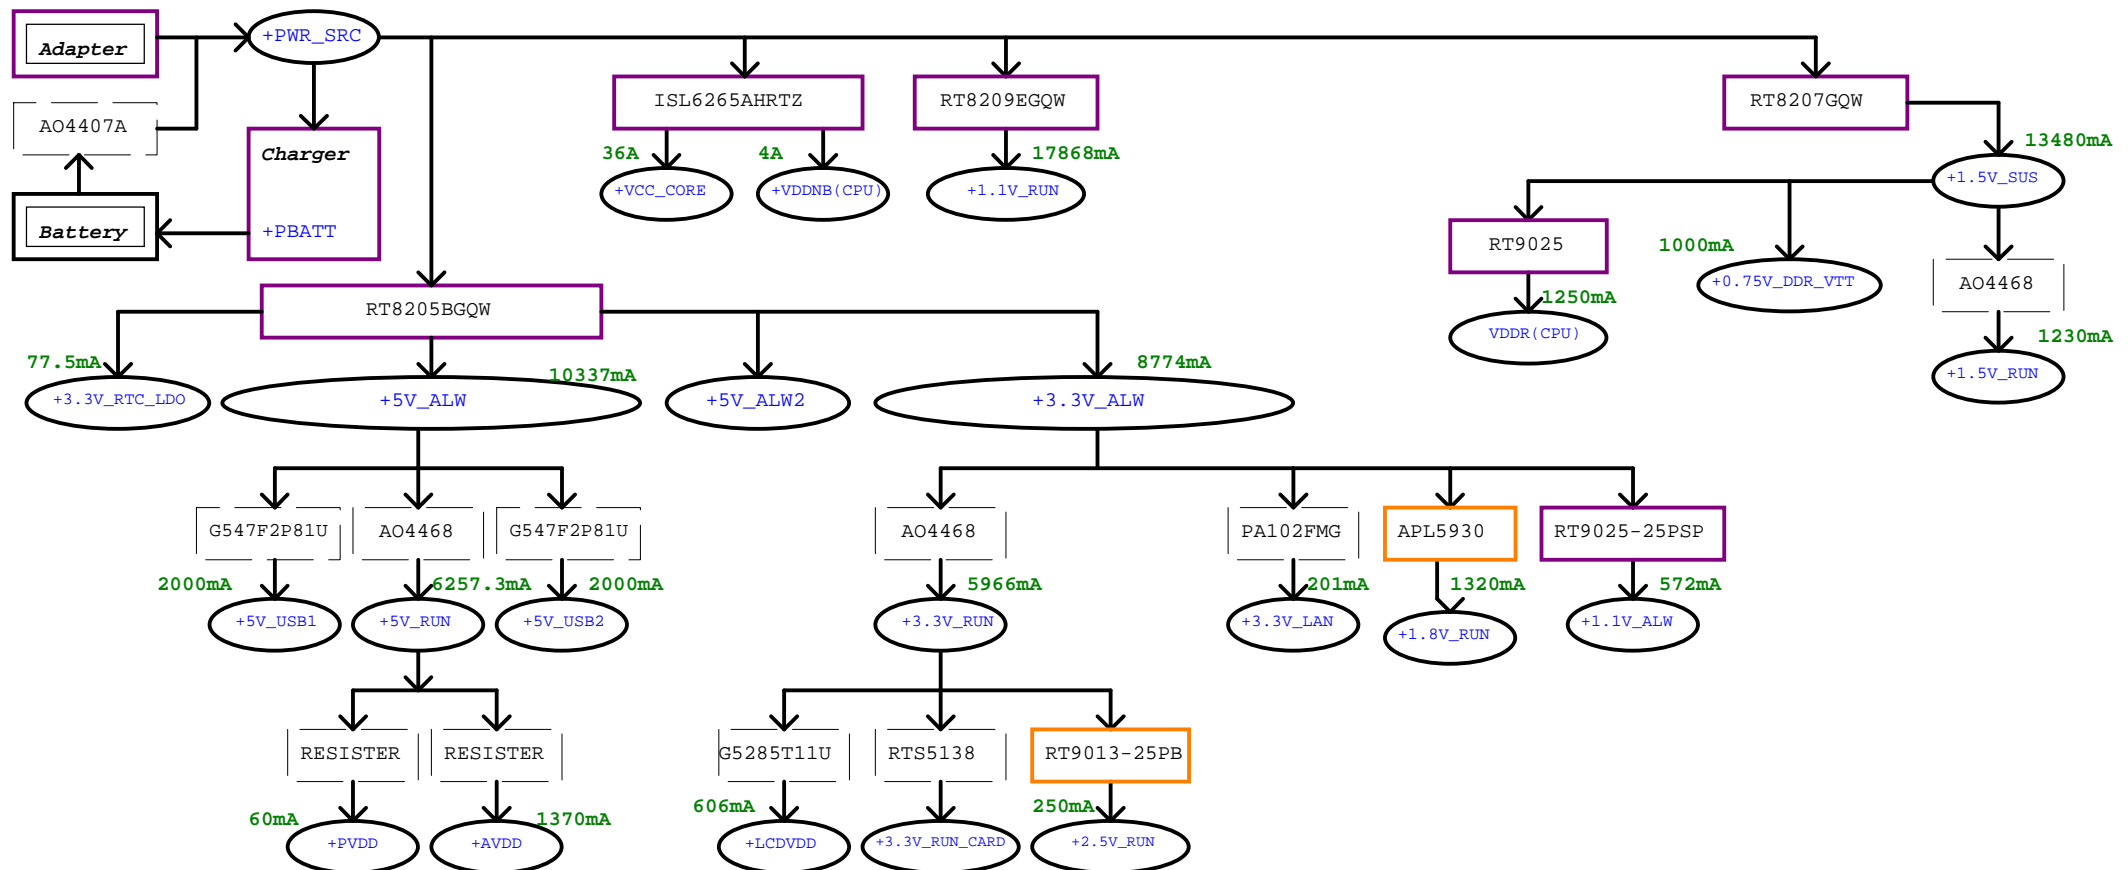 Adapter
+PWR_SRC
AO4407A
ISL6265AHRTZ
RT8209EGQW
RT8207GQW
Charger
36A
4A
17868mA
13480mA
+VCC_CORE
+VDDNB(CPU)
+1.1V_RUN
+1.5V_SUS
Battery
+PBATT
RT9025
1000mA
+0.75V_DDR_VTT
AO4468
RT8205BGQW
1250mA
VDDR(CPU)
1230mA
77.5mA
10337mA
8774mA
+1.5V_RUN
+3.3V_RTC_LDO
+5V_ALW
+5V_ALW2
+3.3V_ALW
G547F2P81U
AO4468
G547F2P81U
AO4468
PA102FMG
APL5930
RT9025-25PSP
2000mA
6257.3mA
2000mA
5966mA
201mA
1320mA
572mA
+5V_USB1
+5V_RUN
+5V_USB2
+3.3V_RUN
+3.3V_LAN
+1.8V_RUN
+1.1V_ALW
RESISTER
RESISTER
G5285T11U
RTS5138
RT9013-25PB
60mA
1370mA
606mA
250mA
+PVDD
+AVDD
+LCDVDD
+3.3V_RUN_CARD
+2.5V_RUN